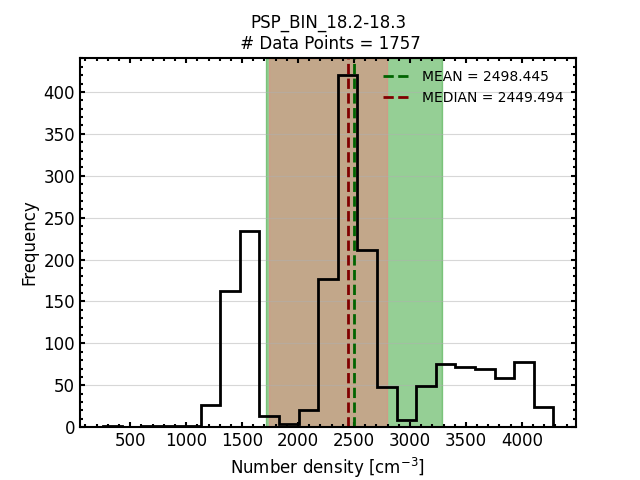 PSP_BIN_18.2-18.3
# Data Points = 1757
MEAN = 2498.445
MEDIAN = 2449.494
Frequency
400
350
300
250
200
150
100
50
0
500 1000 1500 2000 2500 3000 3500 4000
Number density [cm⁻³]